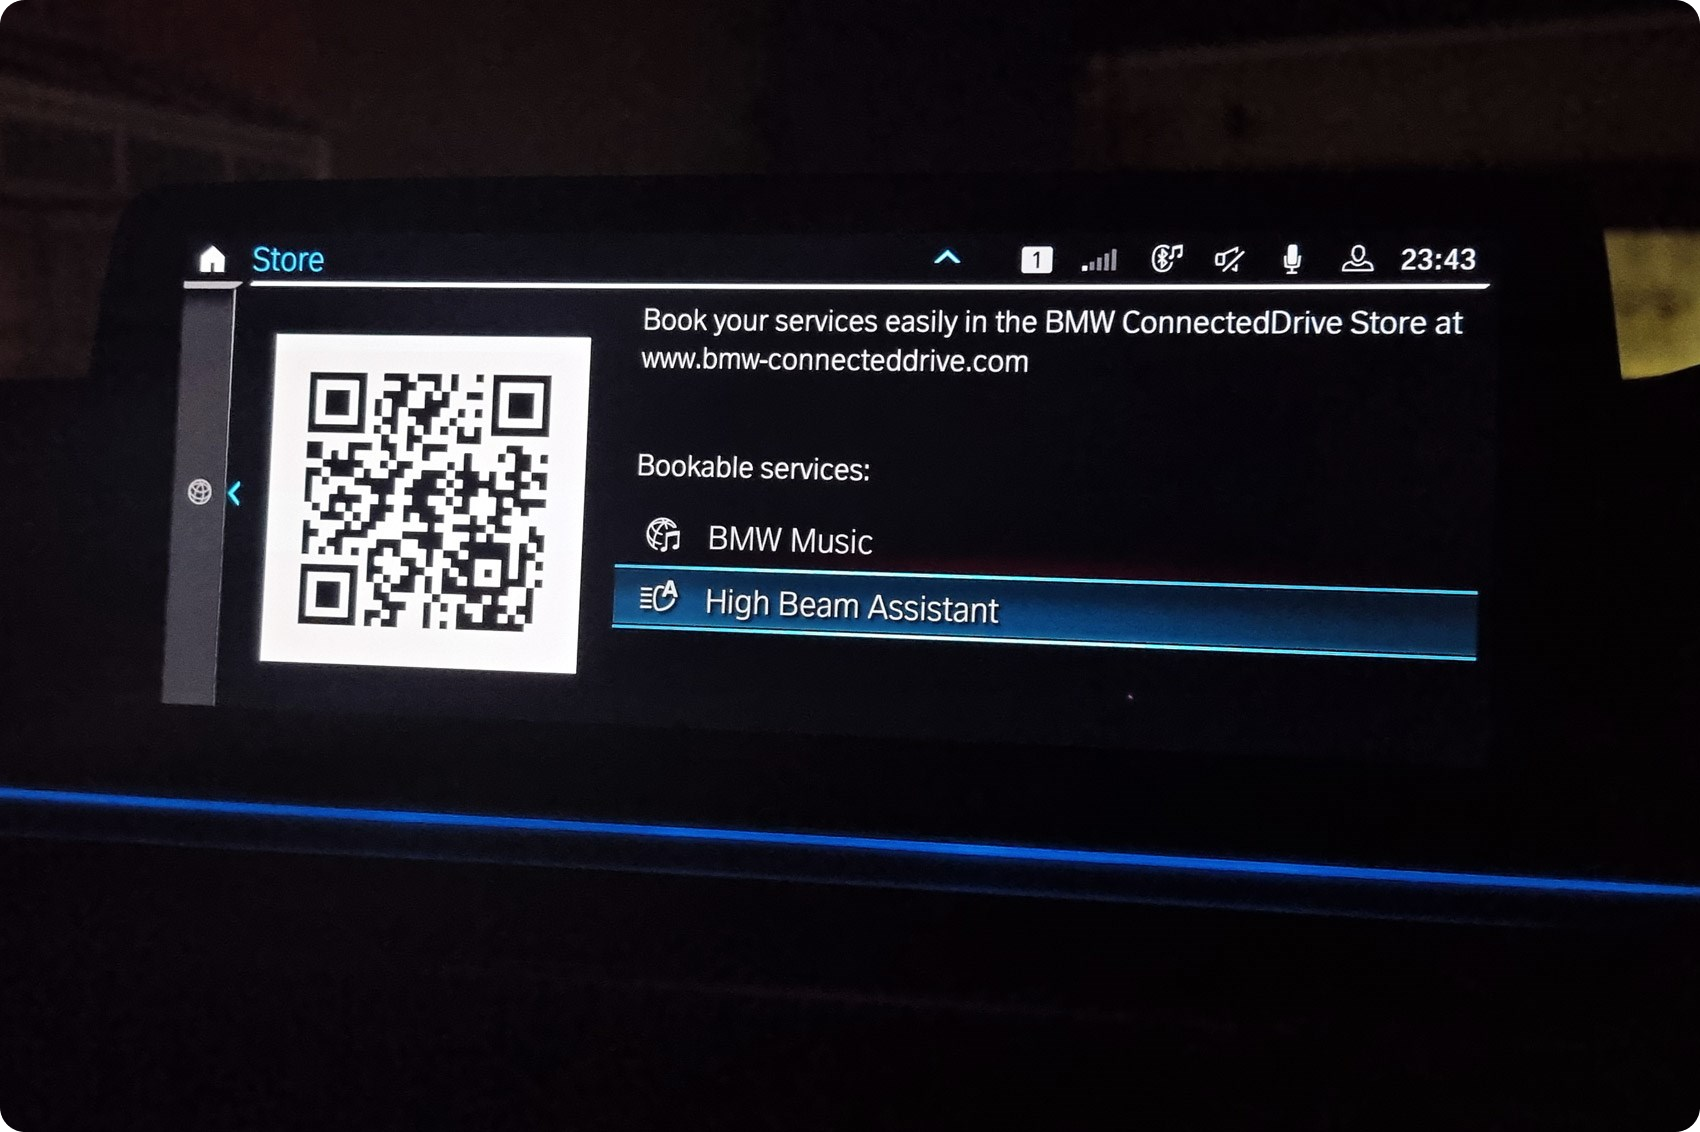 Store
1
23:43
Book your services easily in the BMW ConnectedDrive Store at
www.bmw-connecteddrive.com
Bookable services:
BMW Music
High Beam Assistant